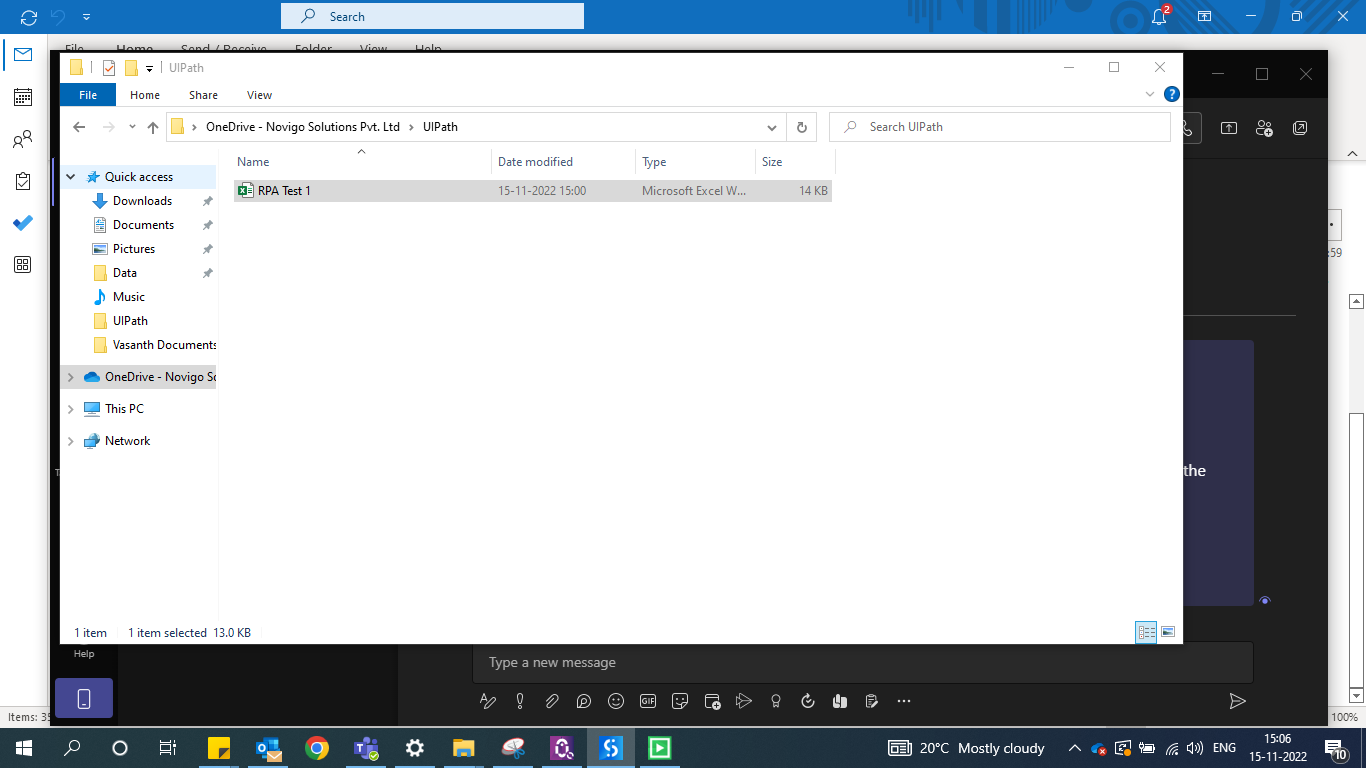 Search
2
File Home Send / Receive Folder View Help
UIPath
File Home Share View
?
OneDrive - Novigo Solutions Pvt. Ltd UIPath
Search UIPath
Name Date modified Type Size
RPA Test 1 15-11-2022 15:00 Microsoft Excel W... 14 KB
Quick access
Downloads
Documents
Pictures
Data
Music
UIPath
Vasanth Documents
OneDrive - Novigo So
This PC
Network
:59
the
1 item 1 item selected 13.0 KB
Help
Type a new message
GIF
Items: 35
100%
20°C Mostly cloudy
ENG
15:06
15-11-2022
10